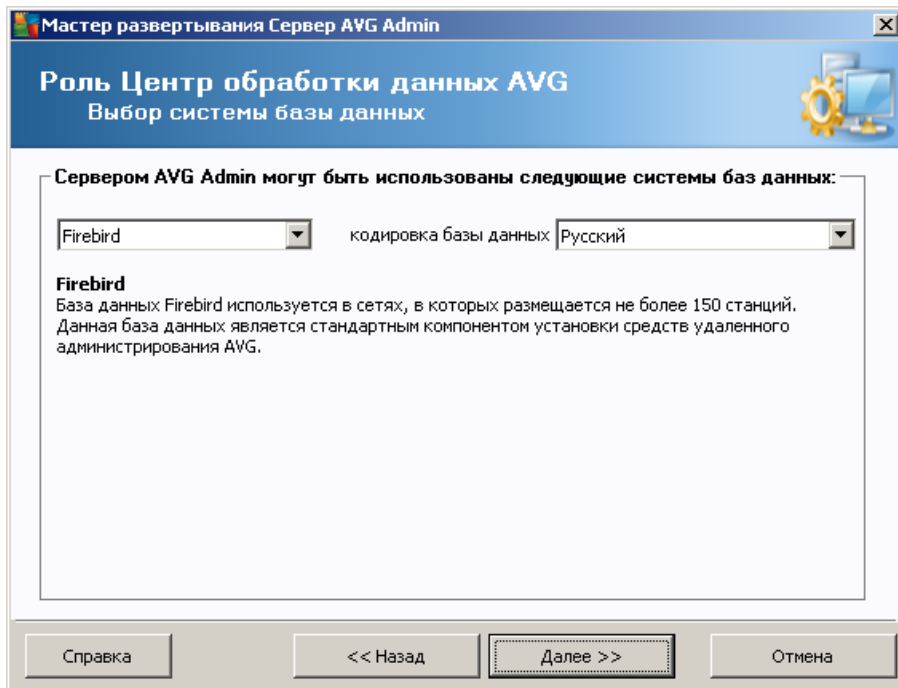 Мастер развертывания Сервер AVG Admin
Роль Центр обработки данных AVG
Выбор системы базы данных
Сервером AVG Admin могут быть использованы следующие системы баз данных:
Firebird кодировка базы данных Русский
Firebird
База данных Firebird используется в сетях, в которых размещается не более 150 станций.
Данная база данных является стандартным компонентом установки средств удаленного
администрирования AVG.
Справка << Назад Далее >> Отмена